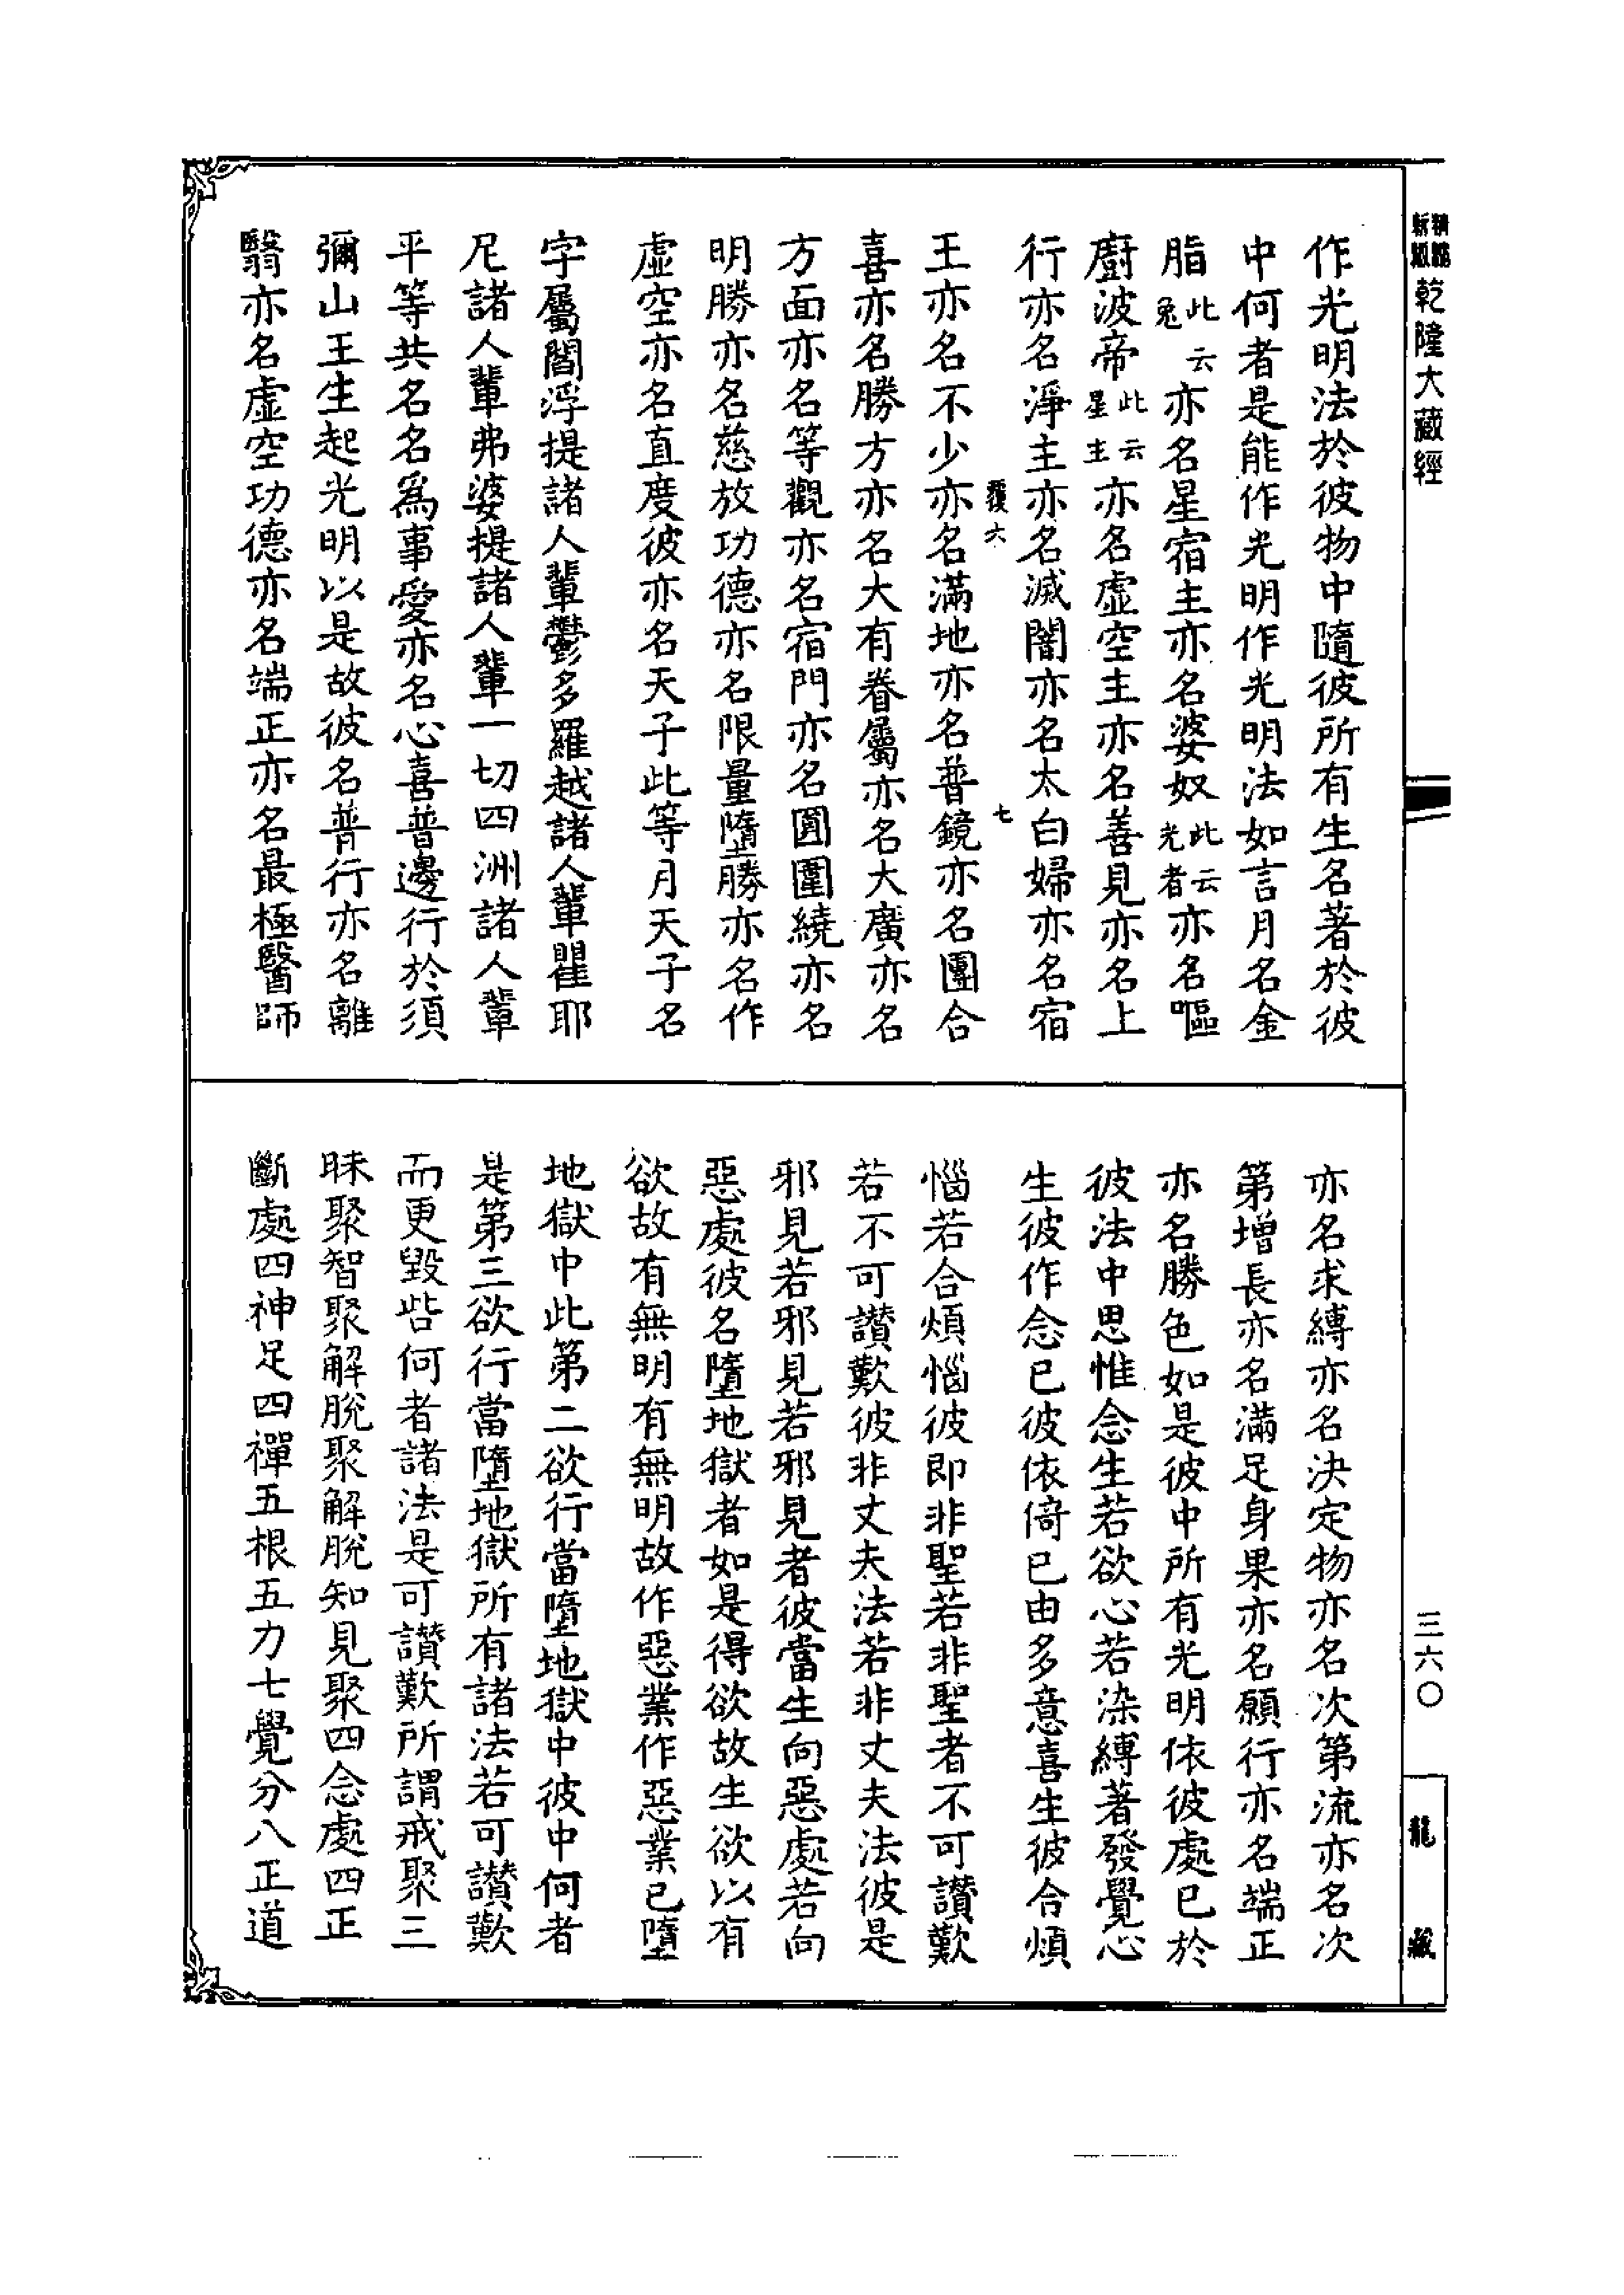 乾隆大藏經
三六〇
龍藏
作光明法於彼物中隨彼所有生名著於彼
中何者是能作光明作光明法如言月名金
脂此云兔亦名星宿主亦名婆奴此云光者亦名嘔
廚波帝此云星主亦名虛空主亦名善見亦名上
行亦名淨主亦名滅闇亦名太白婦亦名宿
覆六 七
王亦名不少亦名滿地亦名普鏡亦名團合
喜亦名勝方亦名大有眷屬亦名大廣亦名
方面亦名等觀亦名宿門亦名圓圍繞亦名
明勝亦名慈放功德亦名限量墮勝亦名作
虛空亦名直度彼亦名天子此等月天子名
字屬閻浮提諸人輩鬱多羅越諸人輩瞿耶
尼諸人輩弗婆提諸人輩一切四洲諸人輩
平等共名名爲事愛亦名心喜普邊行於須
彌山王生起光明以是故彼名普行亦名離
翳亦名虛空功德亦名端正亦名最極醫師
亦名求縛亦名決定物亦名次第流亦名次
第增長亦名滿足身果亦名願行亦名端正
亦名勝色如是彼中所有光明依彼處已於
彼法中思惟念生若欲心若染縛著發覺心
生彼作念已彼依倚已由多意喜生彼合煩
惱若合煩惱彼即非聖若非聖者不可讃歎
若不可讃歎彼非丈夫法若非丈夫法彼是
邪見若邪見若邪見者彼當生向惡處若向
惡處彼名墮地獄者如是得欲故生欲以有
欲故有無明有無明故作惡業作惡業已墮
地獄中此第二欲行當墮地獄中彼中何者
是第三欲行當墮地獄所有諸法若可讃歎
而更毀呰何者諸法是可讃歎所謂戒聚三
昧聚智聚解脫聚解脫知見聚四念處四正
斷處四神足四禪五根五力七覺分八正道